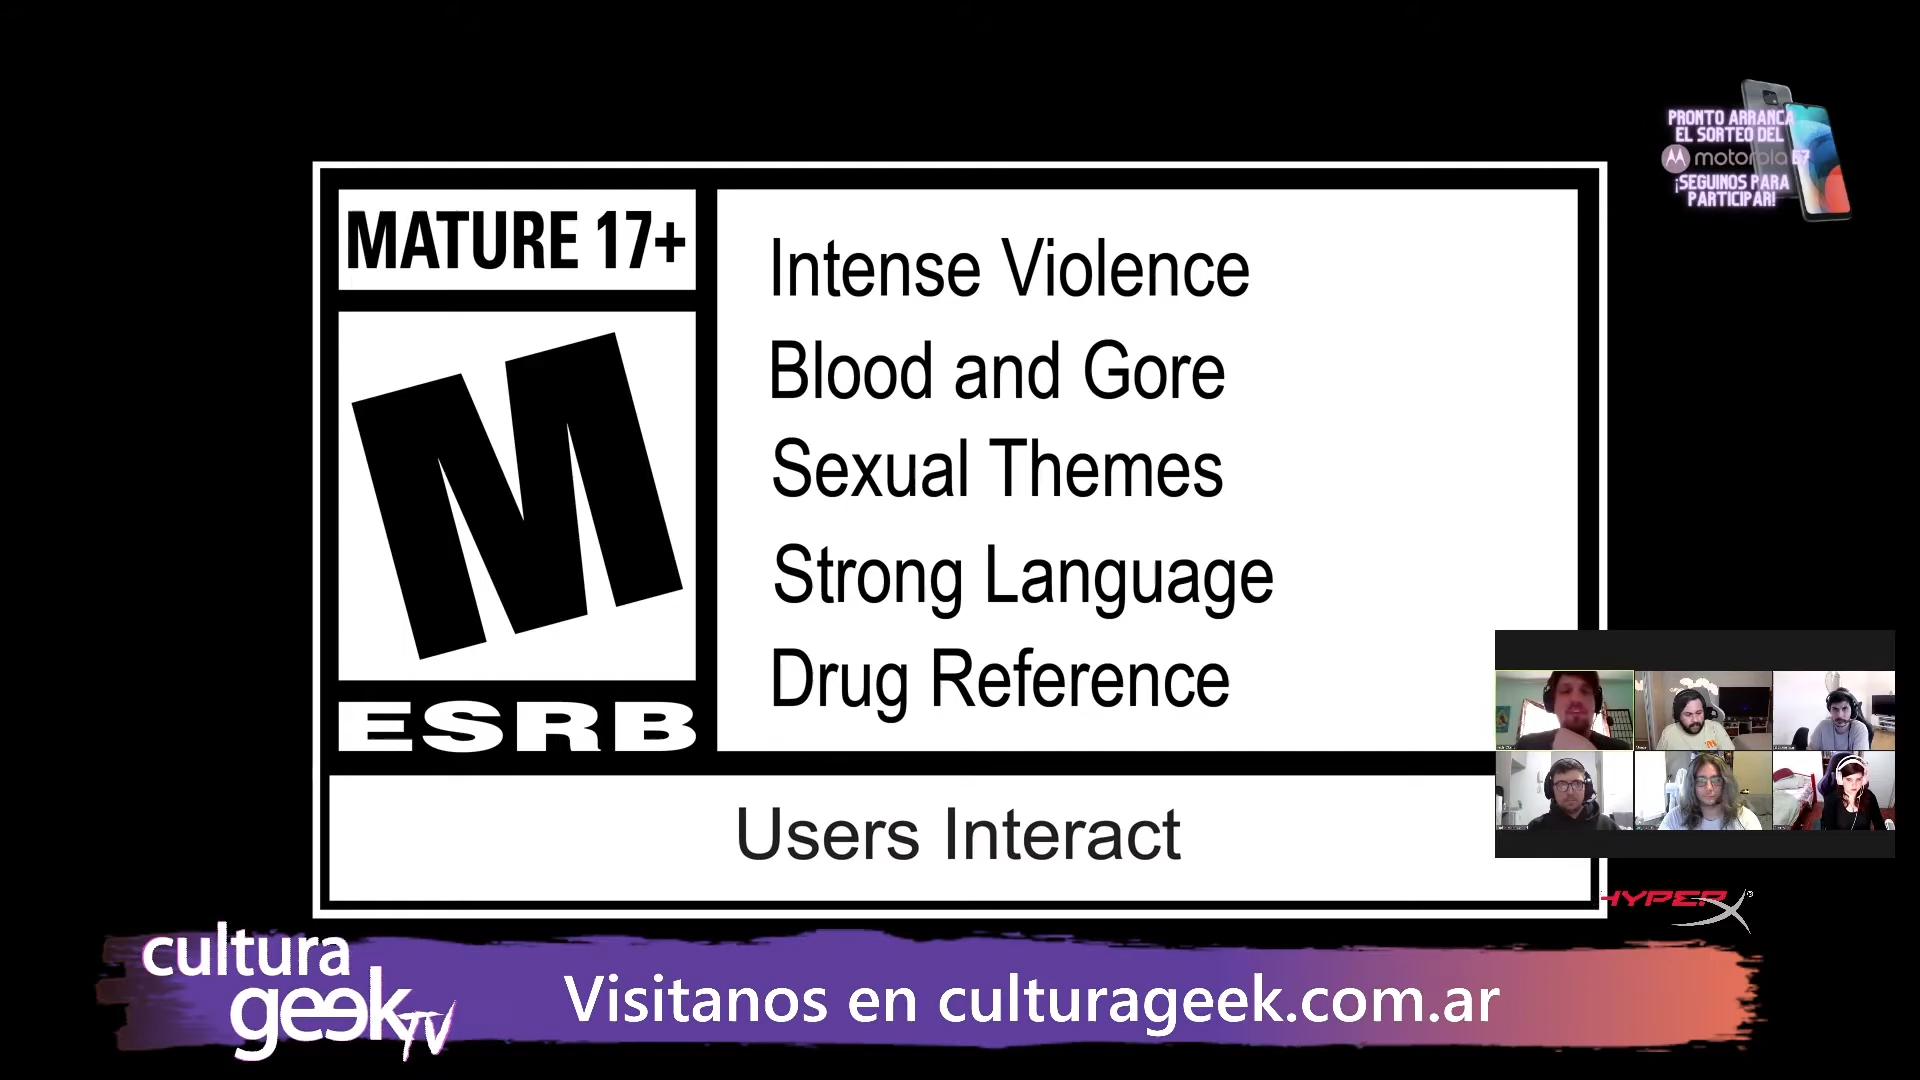 PRONTO ARRANCA
EL SORTEO DEL
motorola E7
¡SEGUINOS PARA
PARTICIPAR!
MATURE 17+
M
ESRB
Intense Violence
Blood and Gore
Sexual Themes
Strong Language
Drug Reference
Users Interact
HYPERX
cultura
geek TV
Visitanos en culturageek.com.ar